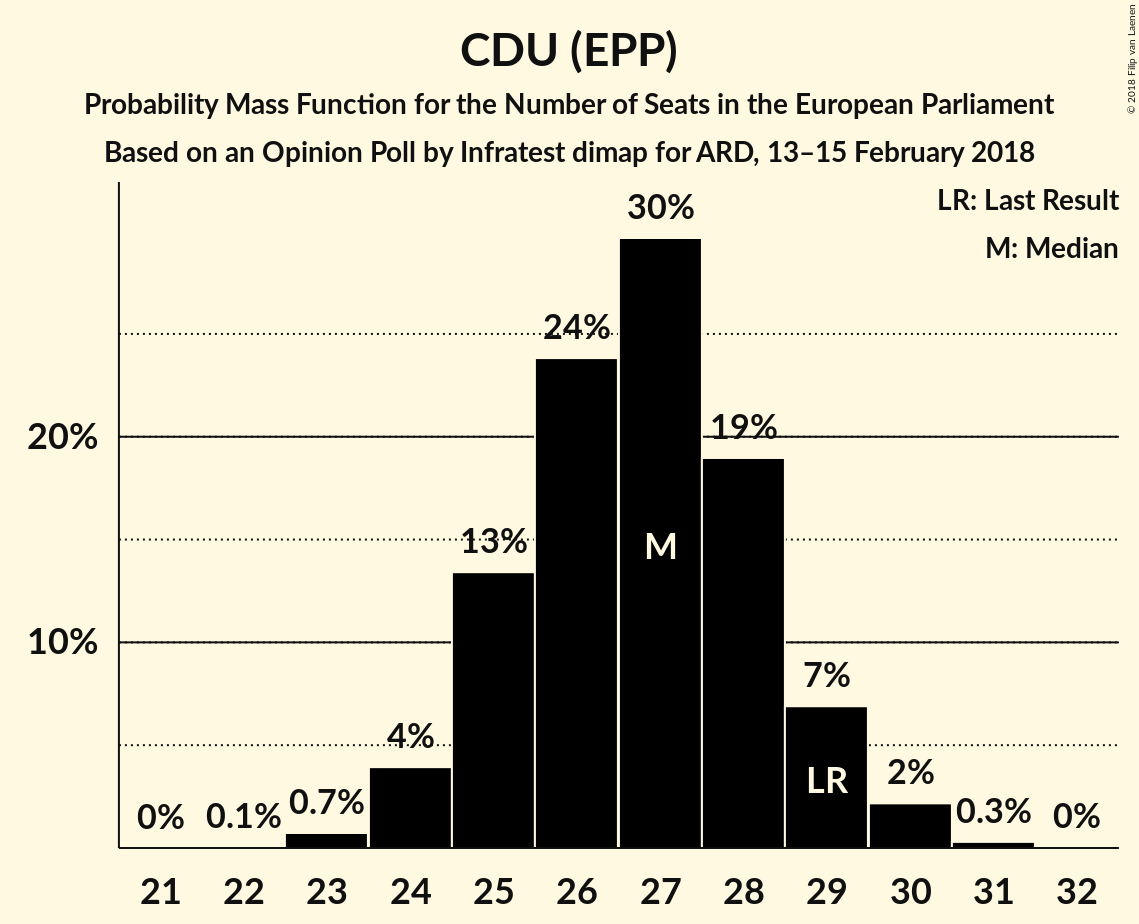 CDU (EPP)
Probability Mass Function for the Number of Seats in the European Parliament
Based on an Opinion Poll by Infratest dimap for ARD, 13–15 February 2018
© 2018 Filip van Laenen
LR: Last Result
M: Median
30%
24%
20%
19%
13%
M
10%
7%
4%
LR
2%
0%
0.1%
0.7%
0.3%
0%
21 22 23 24 25 26 27 28 29 30 31 32